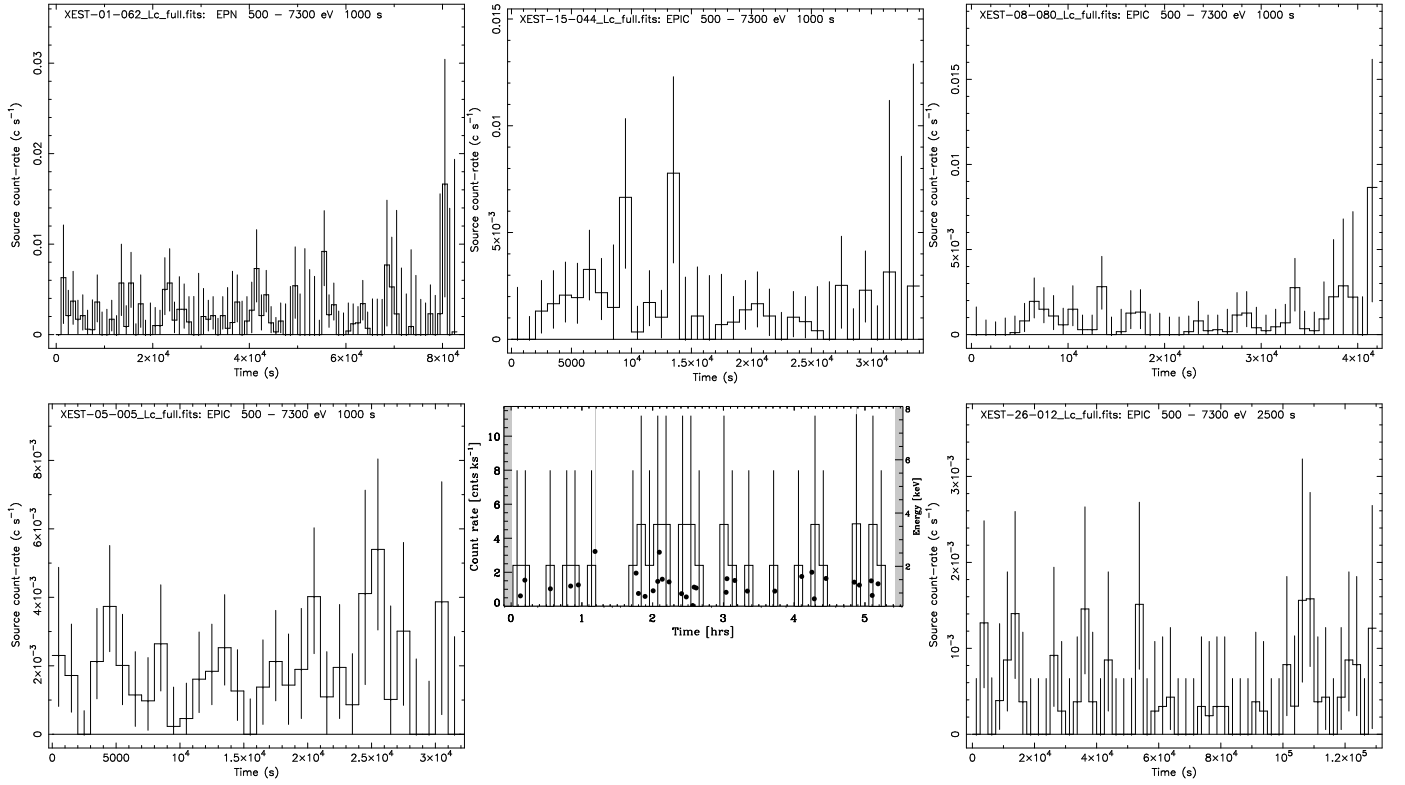 XEST-01-062_Lc_full.fits: EPN 500 - 7300 eV 1000 s
Source count-rate (c s⁻¹)
0.03
0.02
0.01
0
0 2×10⁴ 4×10⁴ 6×10⁴ 8×10⁴
Time (s)
XEST-15-044_Lc_full.fits: EPIC 500 - 7300 eV 1000 s
Source count-rate (c s⁻¹)
0.015
0.01
5×10⁻³
0
0 5000 10⁴ 1.5×10⁴ 2×10⁴ 2.5×10⁴ 3×10⁴
Time (s)
XEST-08-080_Lc_full.fits: EPIC 500 - 7300 eV 1000 s
Source count-rate (c s⁻¹)
0.015
0.01
5×10⁻³
0
0 10⁴ 2×10⁴ 3×10⁴ 4×10⁴
Time (s)
XEST-05-005_Lc_full.fits: EPIC 500 - 7300 eV 1000 s
Source count-rate (c s⁻¹)
8×10⁻³
6×10⁻³
4×10⁻³
2×10⁻³
0
0 5000 10⁴ 1.5×10⁴ 2×10⁴ 2.5×10⁴ 3×10⁴
Time (s)
Count rate [cnts ks⁻¹]
10
8
6
4
2
0
0 1 2 3 4 5
Time [hrs]
8
6
4
2
Energy [keV]
XEST-26-012_Lc_full.fits: EPIC 500 - 7300 eV 2500 s
Source count-rate (c s⁻¹)
3×10⁻³
2×10⁻³
10⁻³
0
0 2×10⁴ 4×10⁴ 6×10⁴ 8×10⁴ 10⁵ 1.2×10⁵
Time (s)